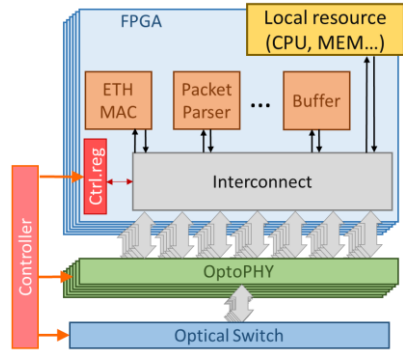 FPGA
Local resource
(CPU, MEM...)
ETH
MAC
Packet
Parser
...
Buffer
Ctrl.reg
Interconnect
Controller
OptoPHY
Optical Switch